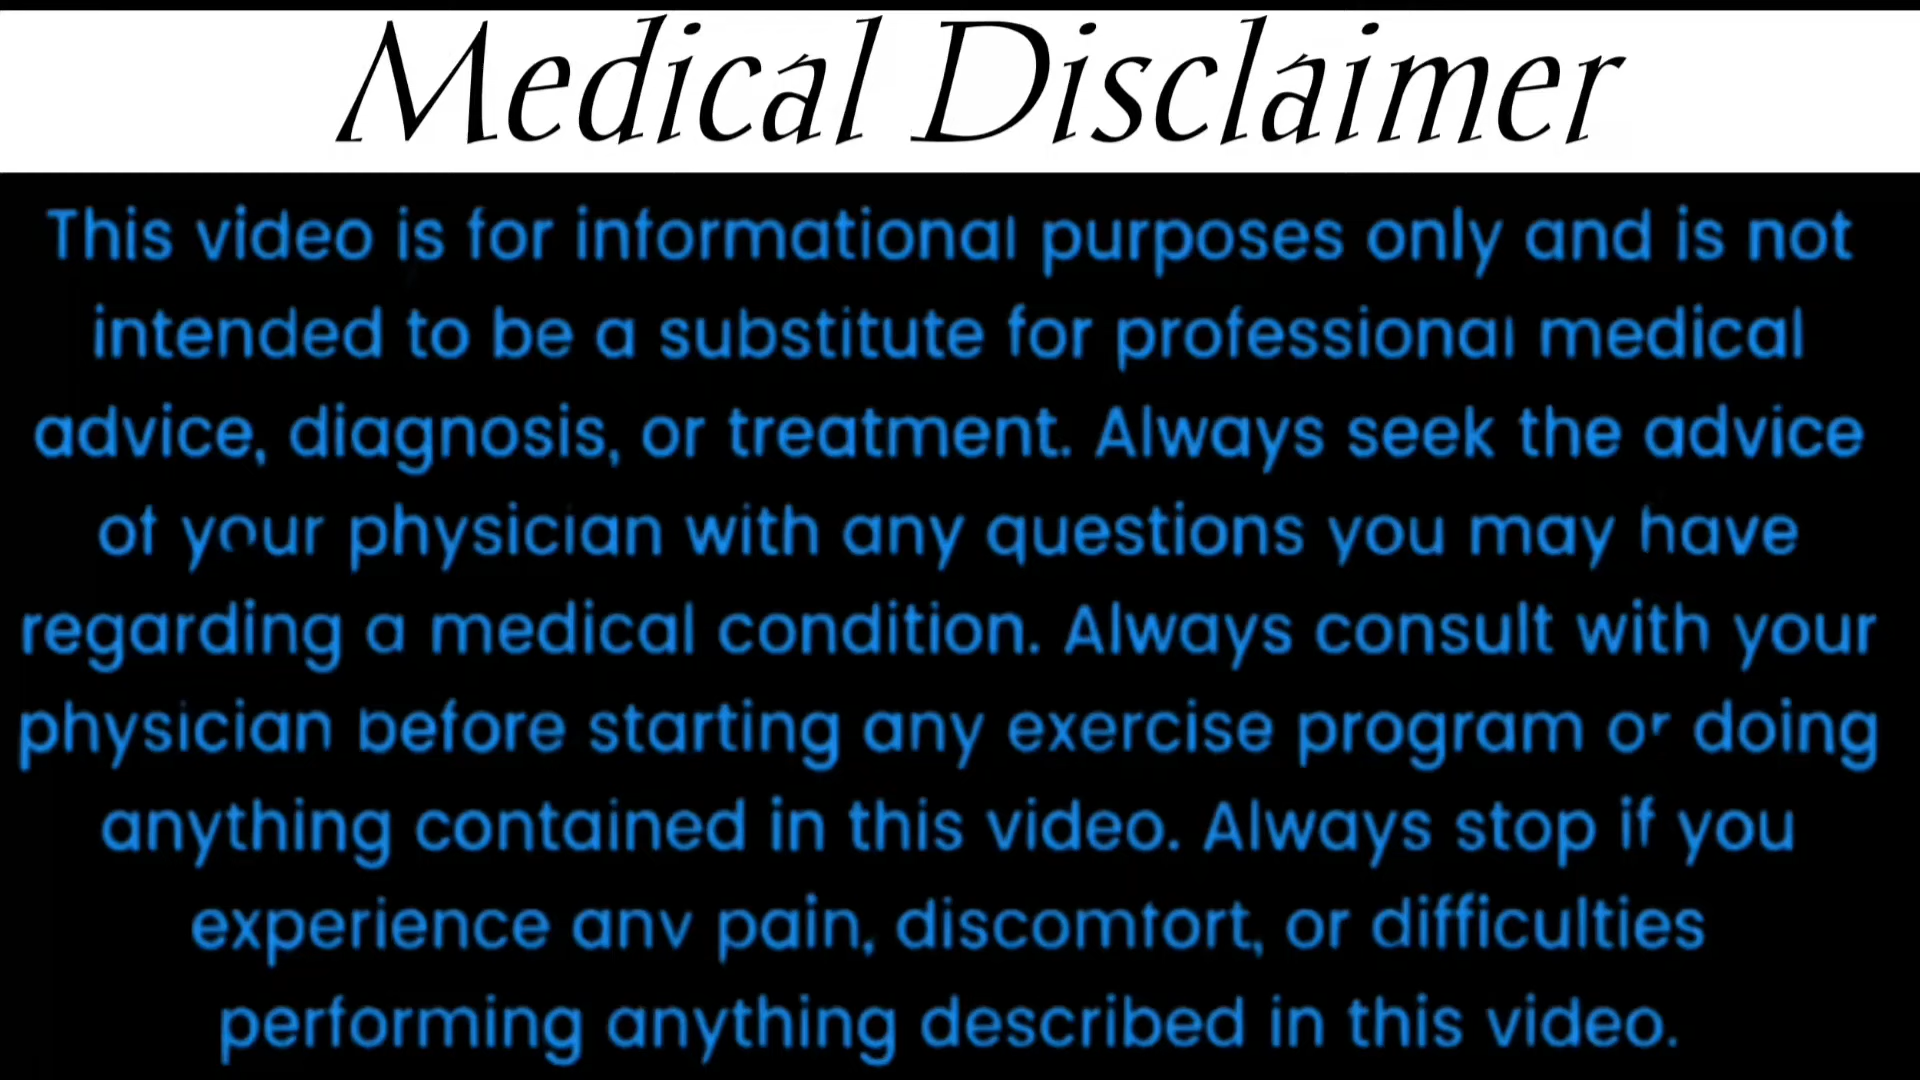 Medical Disclaimer
This video is for informational purposes only and is not
intended to be a substitute for professional medical
advice, diagnosis, or treatment. Always seek the advice
of your physician with any questions you may have
regarding a medical condition. Always consult with your
physician before starting any exercise program or doing
anything contained in this video. Always stop if you
experience any pain, discomfort, or difficulties
performing anything described in this video.